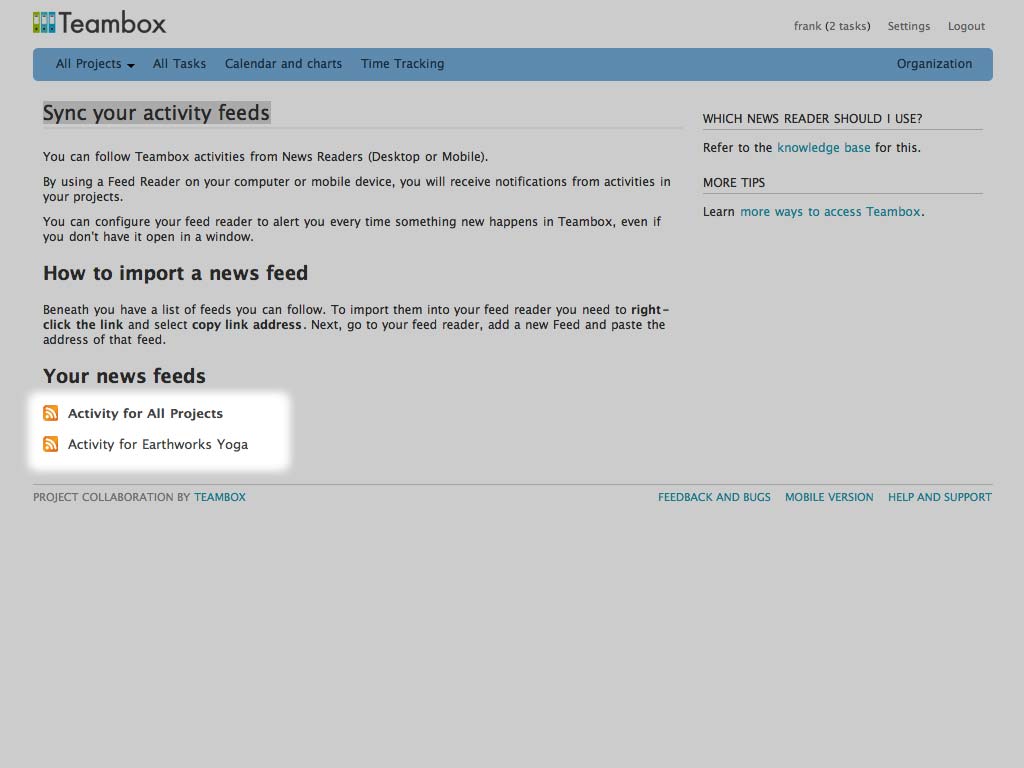 Teambox
frank (2 tasks) Settings Logout
All Projects All Tasks Calendar and charts Time Tracking Organization
Sync your activity feeds
You can follow Teambox activities from News Readers (Desktop or Mobile).
By using a Feed Reader on your computer or mobile device, you will receive notifications from activities in
your projects.
You can configure your feed reader to alert you every time something new happens in Teambox, even if
you don't have it open in a window.
How to import a news feed
Beneath you have a list of feeds you can follow. To import them into your feed reader you need to right-
click the link and select copy link address. Next, go to your feed reader, add a new Feed and paste the
address of that feed.
Your news feeds
Activity for All Projects
Activity for Earthworks Yoga
WHICH NEWS READER SHOULD I USE?
Refer to the knowledge base for this.
MORE TIPS
Learn more ways to access Teambox.
PROJECT COLLABORATION BY TEAMBOX
FEEDBACK AND BUGS MOBILE VERSION HELP AND SUPPORT